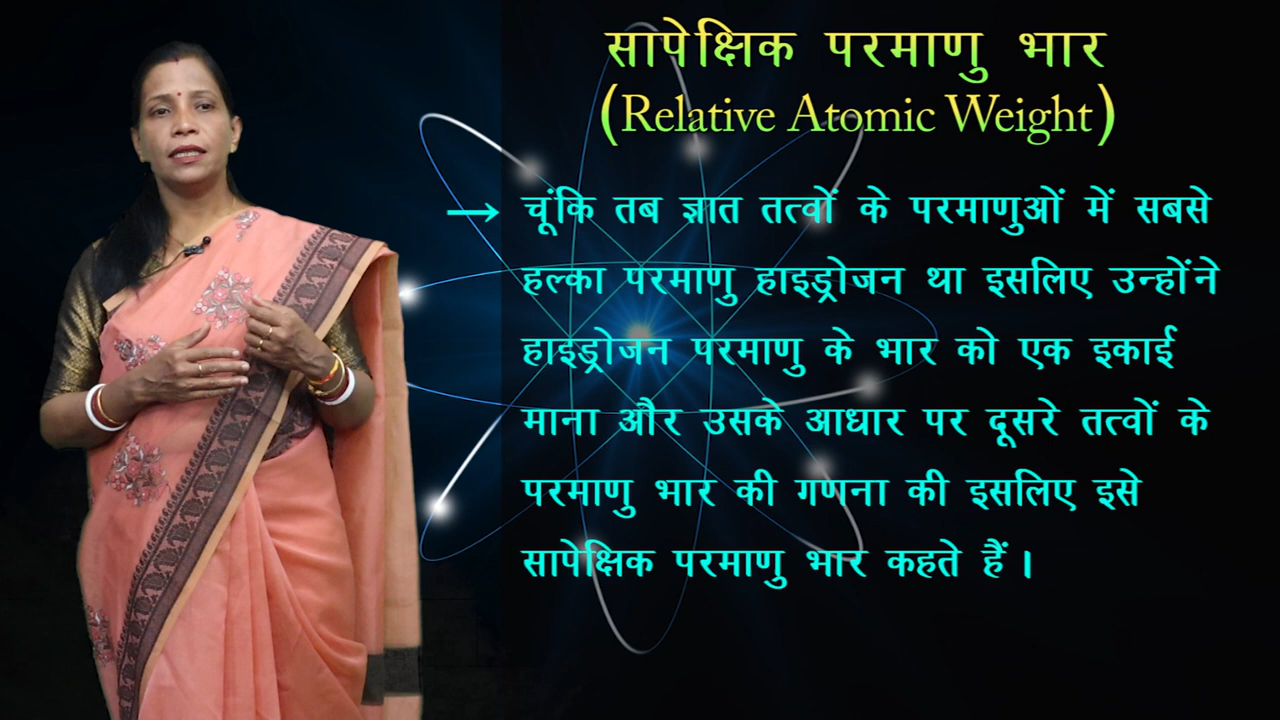 सापेक्षिक परमाणु भार
(Relative Atomic Weight)
→ चूंकि तब ज्ञात तत्वों के परमाणुओं में सबसे
हल्का परमाणु हाइड्रोजन था इसलिए उन्होंने
हाइड्रोजन परमाणु के भार को एक इकाई
माना और उसके आधार पर दूसरे तत्वों के
परमाणु भार की गणना की इसलिए इसे
सापेक्षिक परमाणु भार कहते हैं ।